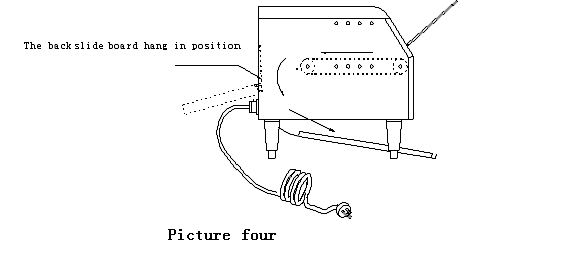 The back slide board hang in position
Picture four